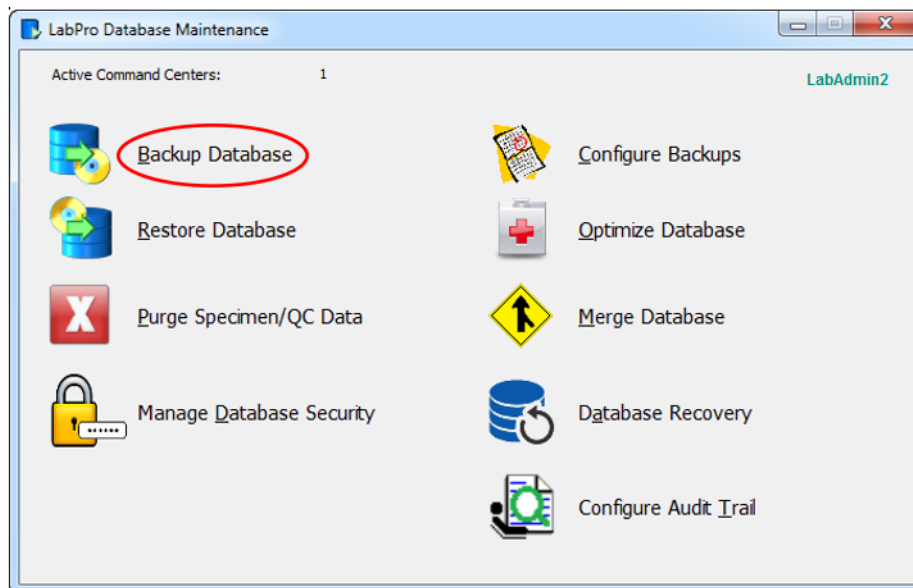 LabPro Database Maintenance
Active Command Centers: 1
LabAdmin2
Backup Database
Configure Backups
Restore Database
Optimize Database
Purge Specimen/QC Data
Merge Database
Manage Database Security
Database Recovery
Configure Audit Trail